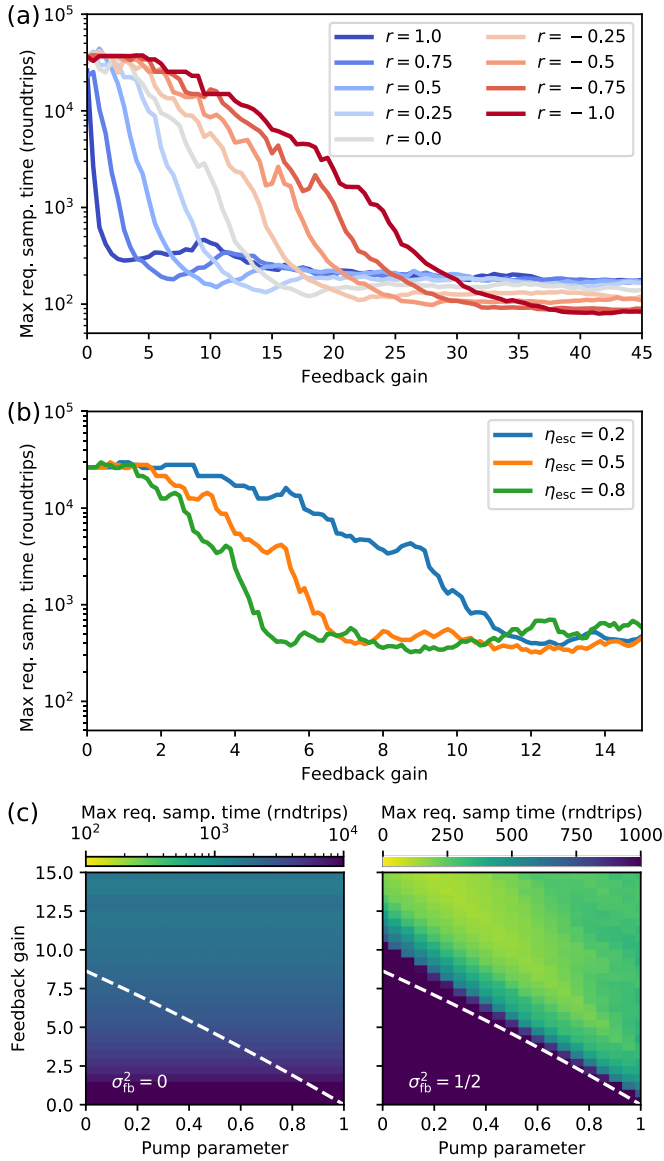 (a)
10^5
10^4
10^3
10^2
Max req. samp. time (roundtrips)
r = 1.0
r = 0.75
r = 0.5
r = 0.25
r = 0.0
r = −0.25
r = −0.5
r = −0.75
r = −1.0
0 5 10 15 20 25 30 35 40 45
Feedback gain
(b)
10^5
10^4
10^3
10^2
Max req. samp. time (roundtrips)
η_esc = 0.2
η_esc = 0.5
η_esc = 0.8
0 2 4 6 8 10 12 14
Feedback gain
(c)
Max req. samp. time (rndtrips)
10^2 10^3 10^4
Max req. samp time (rndtrips)
0 250 500 750 1000
15.0
12.5
10.0
7.5
5.0
2.5
0.0
Feedback gain
σ_fb^2 = 0
σ_fb^2 = 1/2
0 0.2 0.4 0.6 0.8 1
Pump parameter
0 0.2 0.4 0.6 0.8 1
Pump parameter